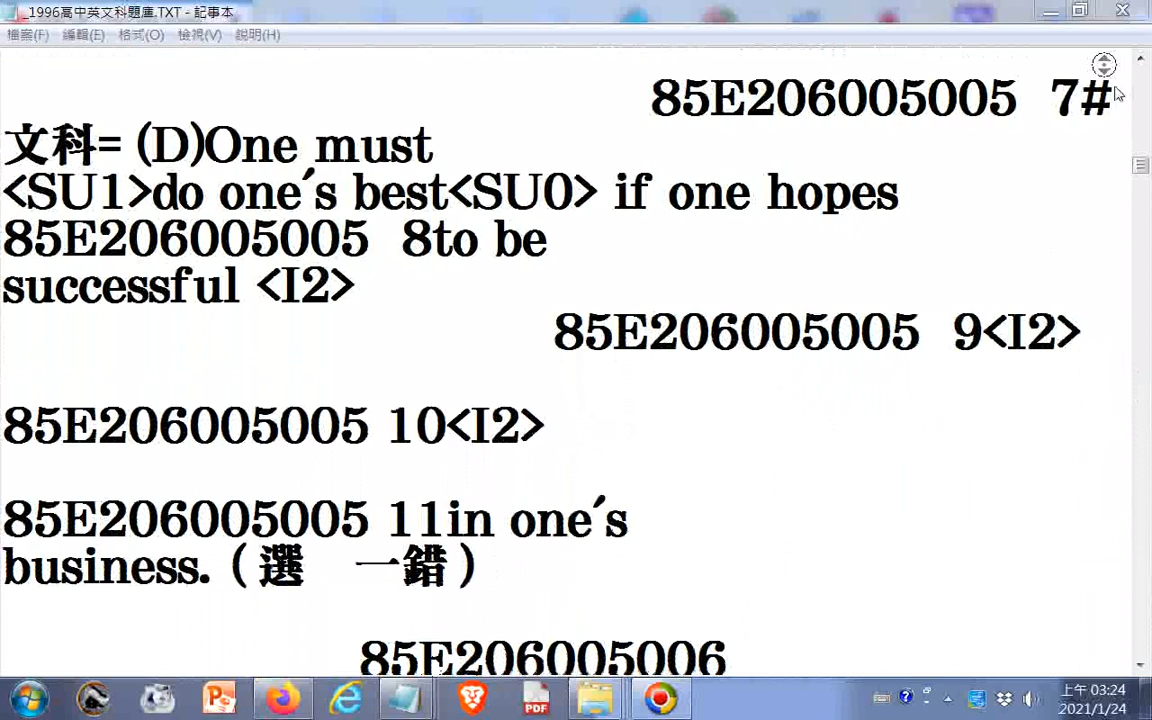 _1996高中英文科題庫.TXT - 記事本
檔案(F) 編輯(E) 格式(O) 檢視(V) 說明(H)
85E206005005 7#
文科= (D)One must
<SU1>do one's best<SU0> if one hopes
85E206005005 8to be
successful <I2>
85E206005005 9<I2>
85E206005005 10<I2>
85E206005005 11in one's
business. (選 一錯)
85E206005006
PDF
上午 03:24
2021/1/24